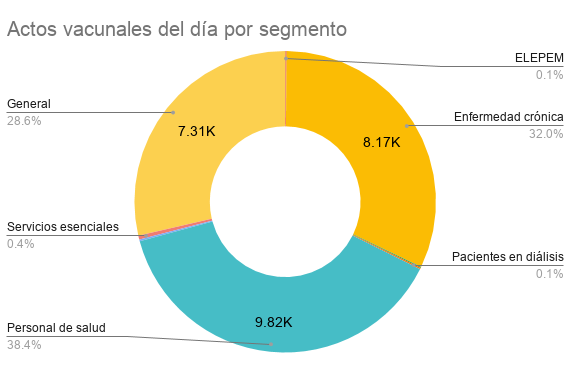 Actos vacunales del día por segmento
ELEPEM
0.1%
General
28.6%
Enfermedad crónica
32.0%
7.31K
8.17K
Servicios esenciales
0.4%
Pacientes en diálisis
0.1%
Personal de salud
38.4%
9.82K